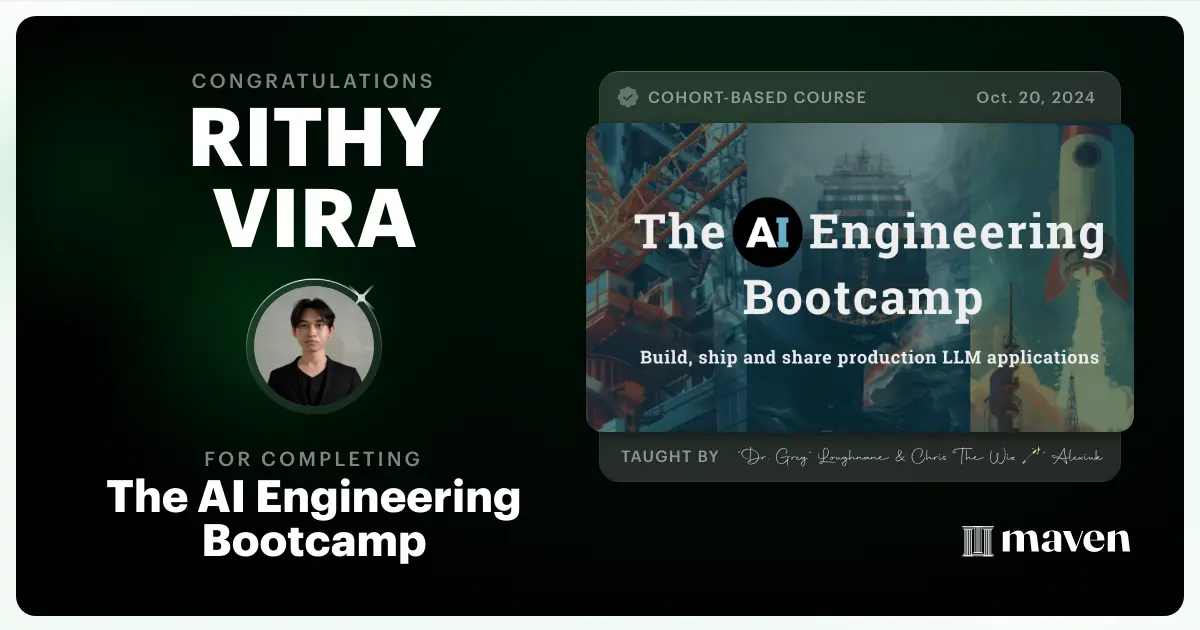 CONGRATULATIONS
RITHY
VIRA
FOR COMPLETING
The AI Engineering
Bootcamp
COHORT-BASED COURSE
Oct. 20, 2024
The AI Engineering
Bootcamp
Build, ship and share production LLM applications
TAUGHT BY "Dr. Greg" Loughnane & Chris "The Wiz 🪄" Alexiuk
maven